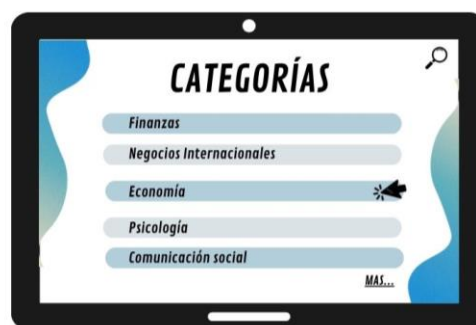 CATEGORÍAS
Finanzas
Negocios Internacionales
Economía
Psicología
Comunicación social
MAS...